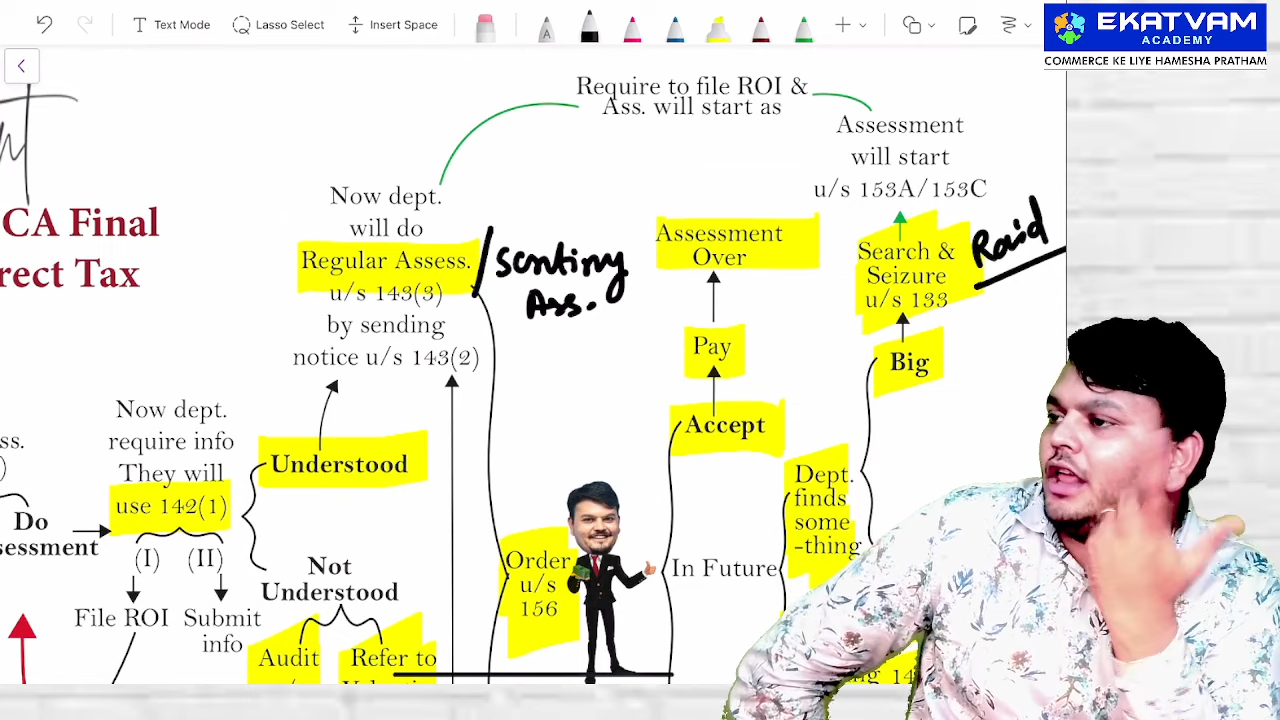 Text Mode
Lasso Select
Insert Space
EKATVAM
ACADEMY
COMMERCE KE LIYE HAMESHA PRATHAM
Require to file ROI &
Ass. will start as
Assessment
will start
u/s 153A/153C
Now dept.
will do
Regular Assess.
u/s 143(3)
by sending
notice u/s 143(2)
Assessment
Over
Search &
Seizure
u/s 133
Raid
CA Final
rect Tax
Ass.
Pay
Big
Now dept.
require info
They will
use 142(1)
Accept
Understood
ss.
)
Do
sessment
(I)
(II)
File ROI
Submit
info
Not
Understood
Audit
Refer to
Order
u/s
156
In Future
Dept.
finds
some
-thing